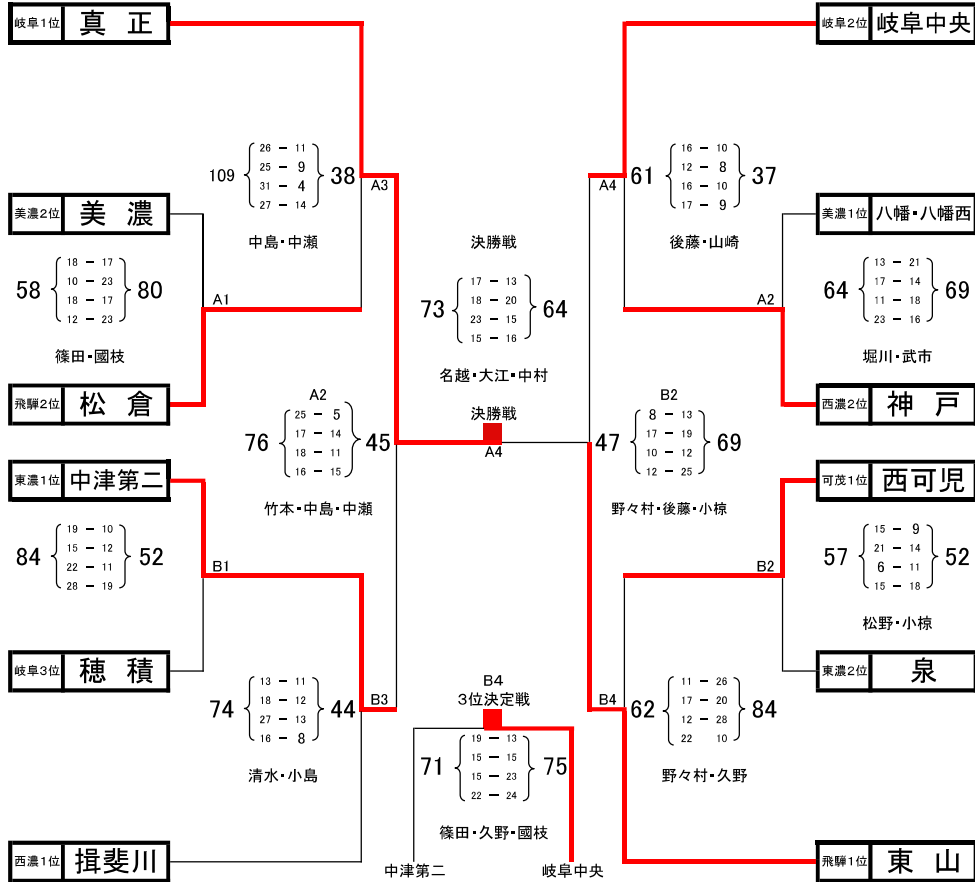 岐阜1位 真 正
岐阜2位 岐阜中央
109 26 - 11 38
25 - 9
31 - 4
27 - 14
A3
中島・中瀬
A4
61 16 - 10 37
12 - 8
16 - 10
17 - 9
後藤・山崎
美濃2位 美 濃
美濃1位 八幡・八幡西
58 18 - 17 80
10 - 23
18 - 17
12 - 23
A1
篠田・國枝
決勝戦
73 17 - 13 64
18 - 20
23 - 15
15 - 16
名越・大江・中村
64 13 - 21 69
17 - 14
11 - 18
23 - 16
A2
堀川・武市
飛騨2位 松 倉
西濃2位 神 戸
A2
76 25 - 5 45
17 - 14
18 - 11
16 - 15
竹本・中島・中瀬
決勝戦
A4
B2
47 8 - 13 69
17 - 19
10 - 12
12 - 25
野々村・後藤・小椋
東濃1位 中津第二
可茂1位 西可児
84 19 - 10 52
15 - 12
22 - 11
28 - 19
B1
B2
57 15 - 9 52
21 - 14
6 - 11
15 - 18
松野・小椋
岐阜3位 穂 積
東濃2位 泉
74 13 - 11 44
18 - 12
27 - 13
16 - 8
B3
清水・小島
B4
3位決定戦
71 19 - 13 75
15 - 15
15 - 23
22 - 24
篠田・久野・國枝
中津第二 岐阜中央
B4
62 11 - 26 84
17 - 20
12 - 28
22 10
野々村・久野
西濃1位 揖斐川
飛騨1位 東 山